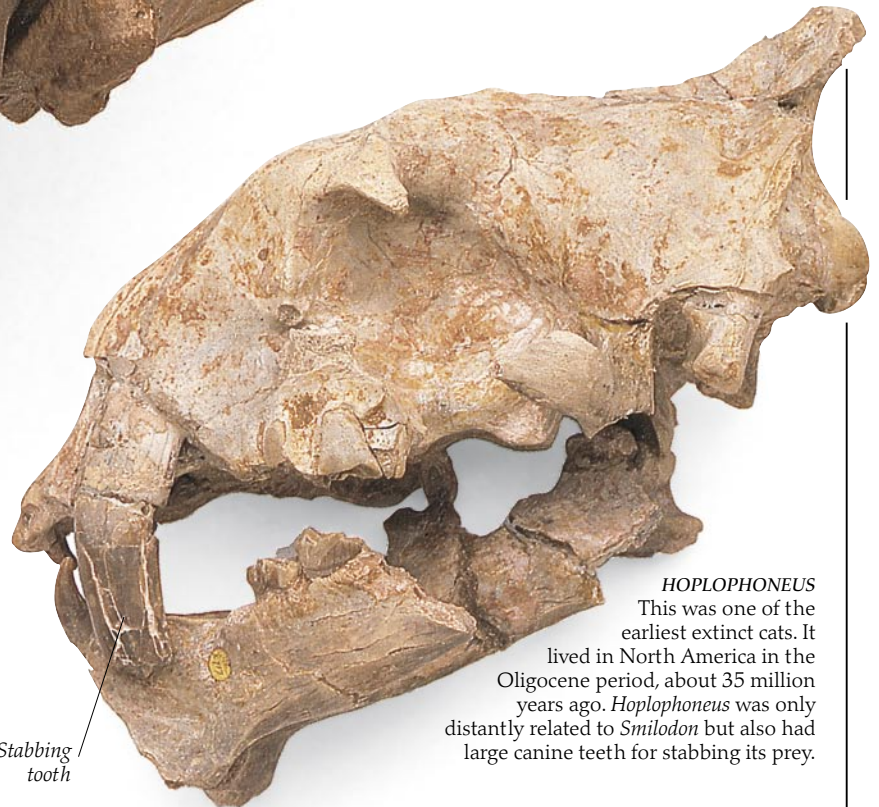 HOPLOPHONEUS
This was one of the
earliest extinct cats. It
lived in North America in the
Oligocene period, about 35 million
years ago. Hoplophoneus was only
distantly related to Smilodon but also had
large canine teeth for stabbing its prey.
Stabbing
tooth